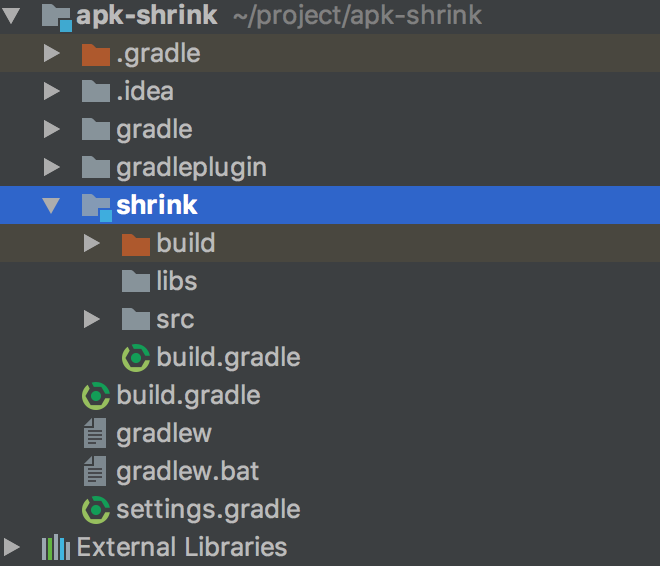 apk-shrink ~/project/apk-shrink
.gradle
.idea
gradle
gradleplugin
shrink
build
libs
src
build.gradle
build.gradle
gradlew
gradlew.bat
settings.gradle
External Libraries